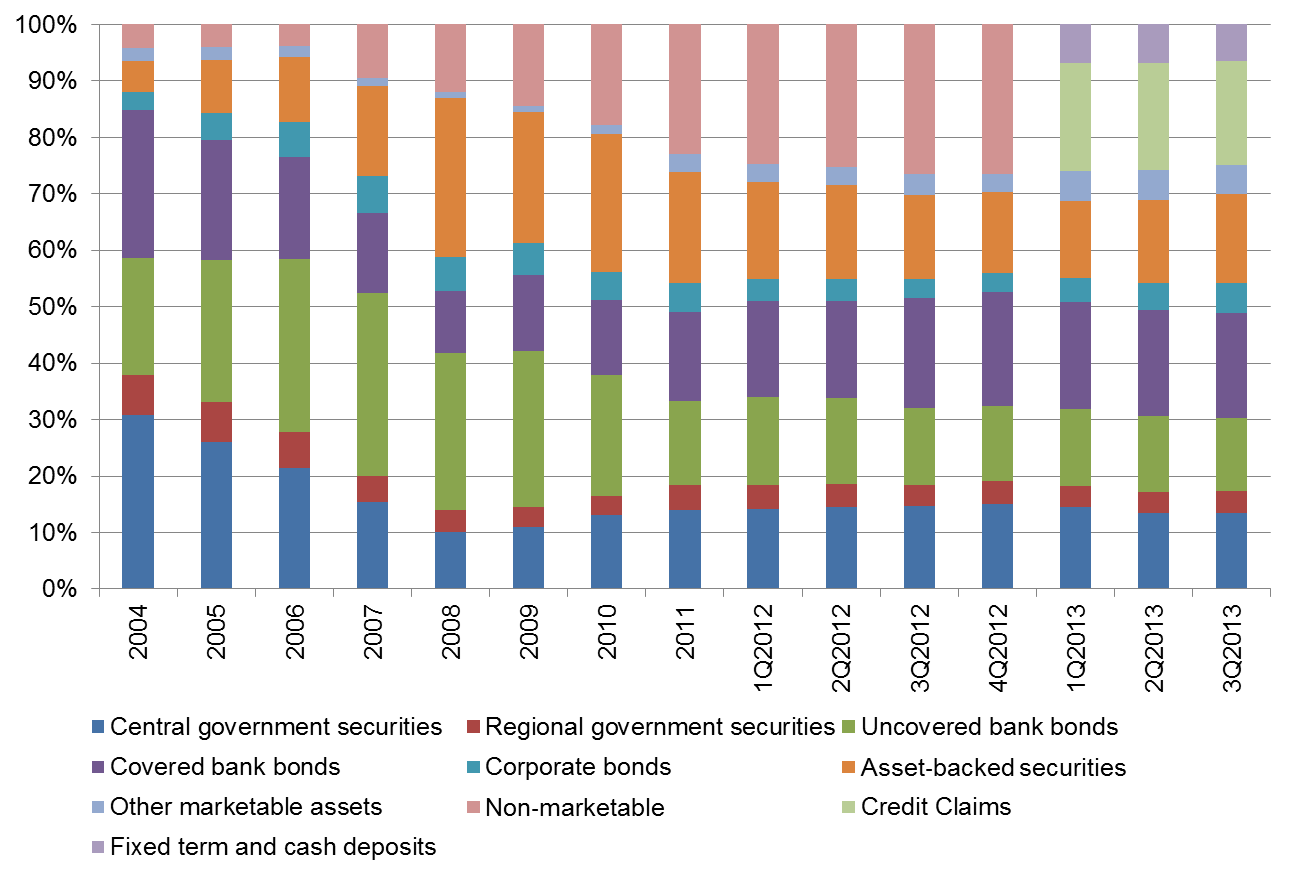 100%
90%
80%
70%
60%
50%
40%
30%
20%
10%
0%
2004
2005
2006
2007
2008
2009
2010
2011
1Q2012
2Q2012
3Q2012
4Q2012
1Q2013
2Q2013
3Q2013
Central government securities
Regional government securities
Uncovered bank bonds
Covered bank bonds
Corporate bonds
Asset-backed securities
Other marketable assets
Non-marketable
Credit Claims
Fixed term and cash deposits